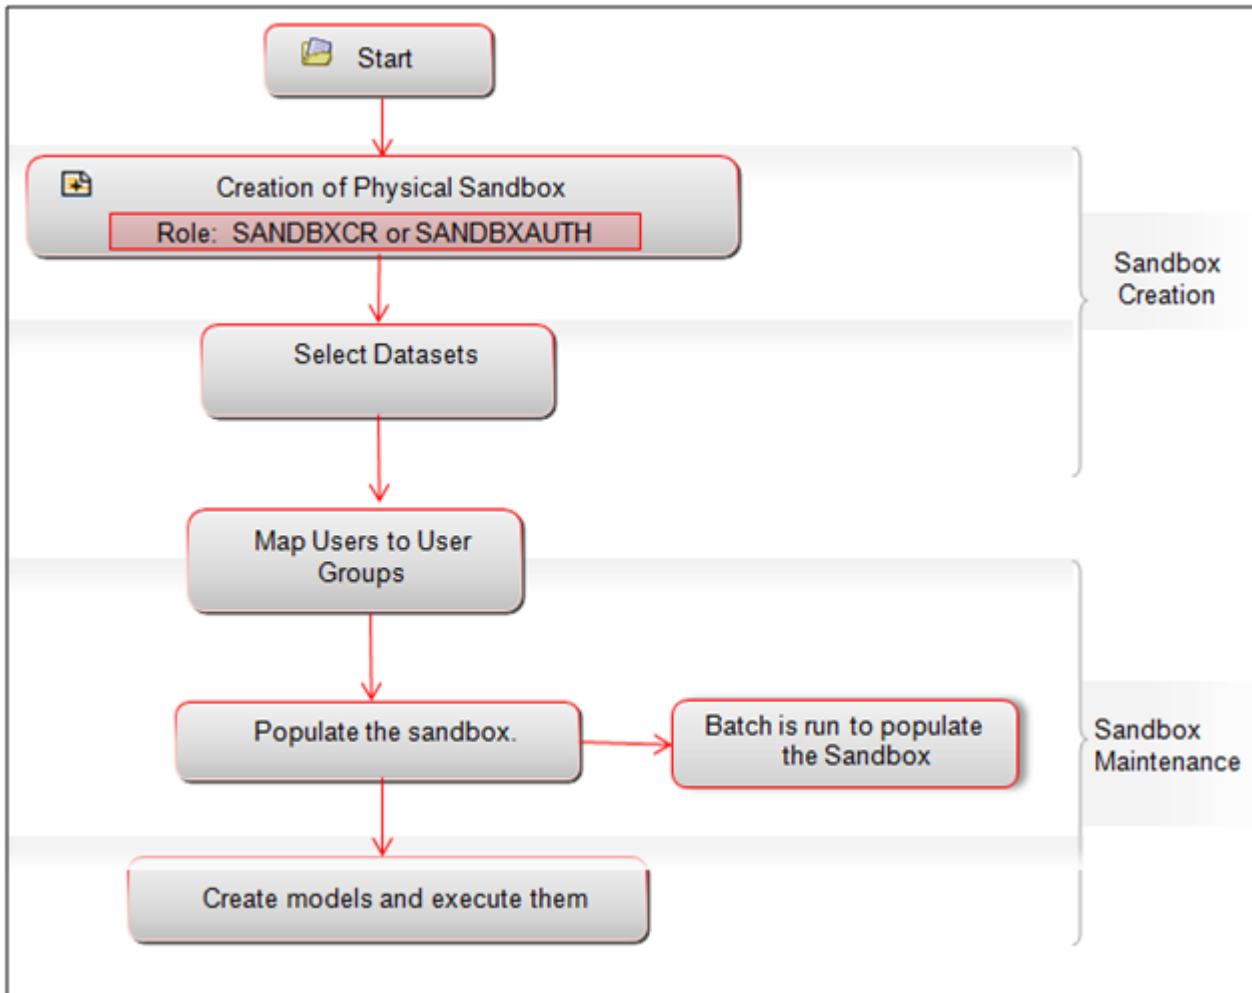 Start
Creation of Physical Sandbox
Role:  SANDBXCR or SANDBXAUTH
Sandbox
Creation
Select Datasets
Map Users to User
Groups
Populate the sandbox.
Batch is run to populate
the Sandbox
Sandbox
Maintenance
Create models and execute them